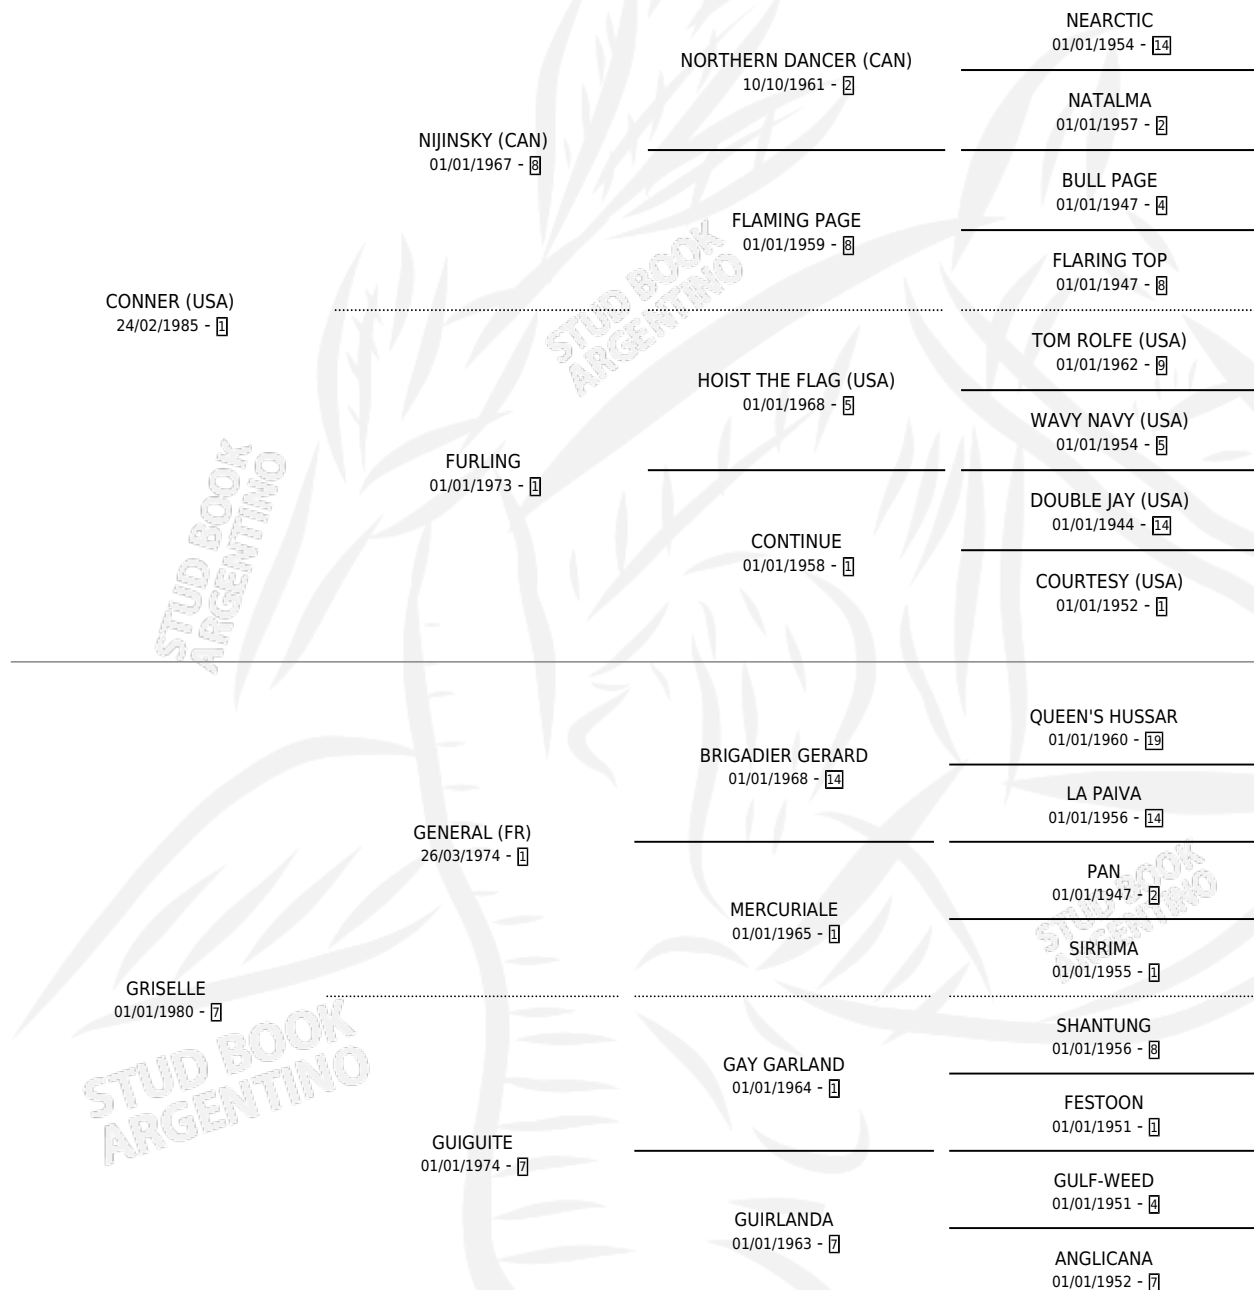 NEARCTIC
01/01/1954 - 14
NORTHERN DANCER (CAN)
10/10/1961 - 2
NATALMA
01/01/1957 - 2
NIJINSKY (CAN)
01/01/1967 - 8
BULL PAGE
01/01/1947 - 4
FLAMING PAGE
01/01/1959 - 8
FLARING TOP
01/01/1947 - 8
CONNER (USA)
24/02/1985 - 1
TOM ROLFE (USA)
01/01/1962 - 9
HOIST THE FLAG (USA)
01/01/1968 - 5
WAVY NAVY (USA)
01/01/1954 - 5
FURLING
01/01/1973 - 1
DOUBLE JAY (USA)
01/01/1944 - 14
CONTINUE
01/01/1958 - 1
COURTESY (USA)
01/01/1952 - 1
QUEEN'S HUSSAR
01/01/1960 - 19
BRIGADIER GERARD
01/01/1968 - 14
LA PAIVA
01/01/1956 - 14
GENERAL (FR)
26/03/1974 - 1
PAN
01/01/1947 - 2
MERCURIALE
01/01/1965 - 1
SIRRIMA
01/01/1955 - 1
GRISELLE
01/01/1980 - 7
SHANTUNG
01/01/1956 - 8
GAY GARLAND
01/01/1964 - 1
FESTOON
01/01/1951 - 1
GUIGUITE
01/01/1974 - 7
GULF-WEED
01/01/1951 - 4
GUIRLANDA
01/01/1963 - 7
ANGLICANA
01/01/1952 - 7
STUD BOOK
ARGENTINO
STUD BOOK
ARGENTINO
STUD BOOK
ARGENTINO
STUD BOOK
ARGENTINO